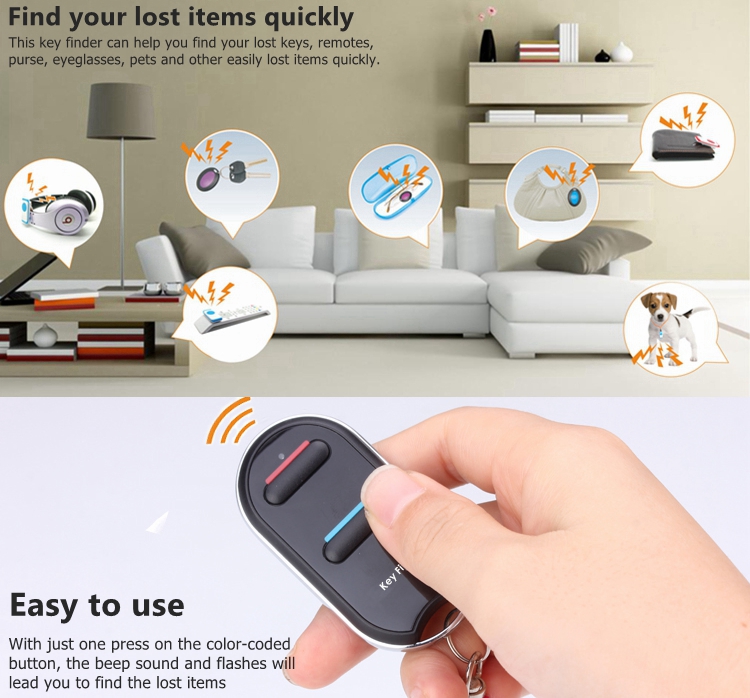 Find your lost items quickly
This key finder can help you find your lost keys, remotes,
purse, eyeglasses, pets and other easily lost items quickly.
Key Fi
Easy to use
With just one press on the color-coded
button, the beep sound and flashes will
lead you to find the lost items